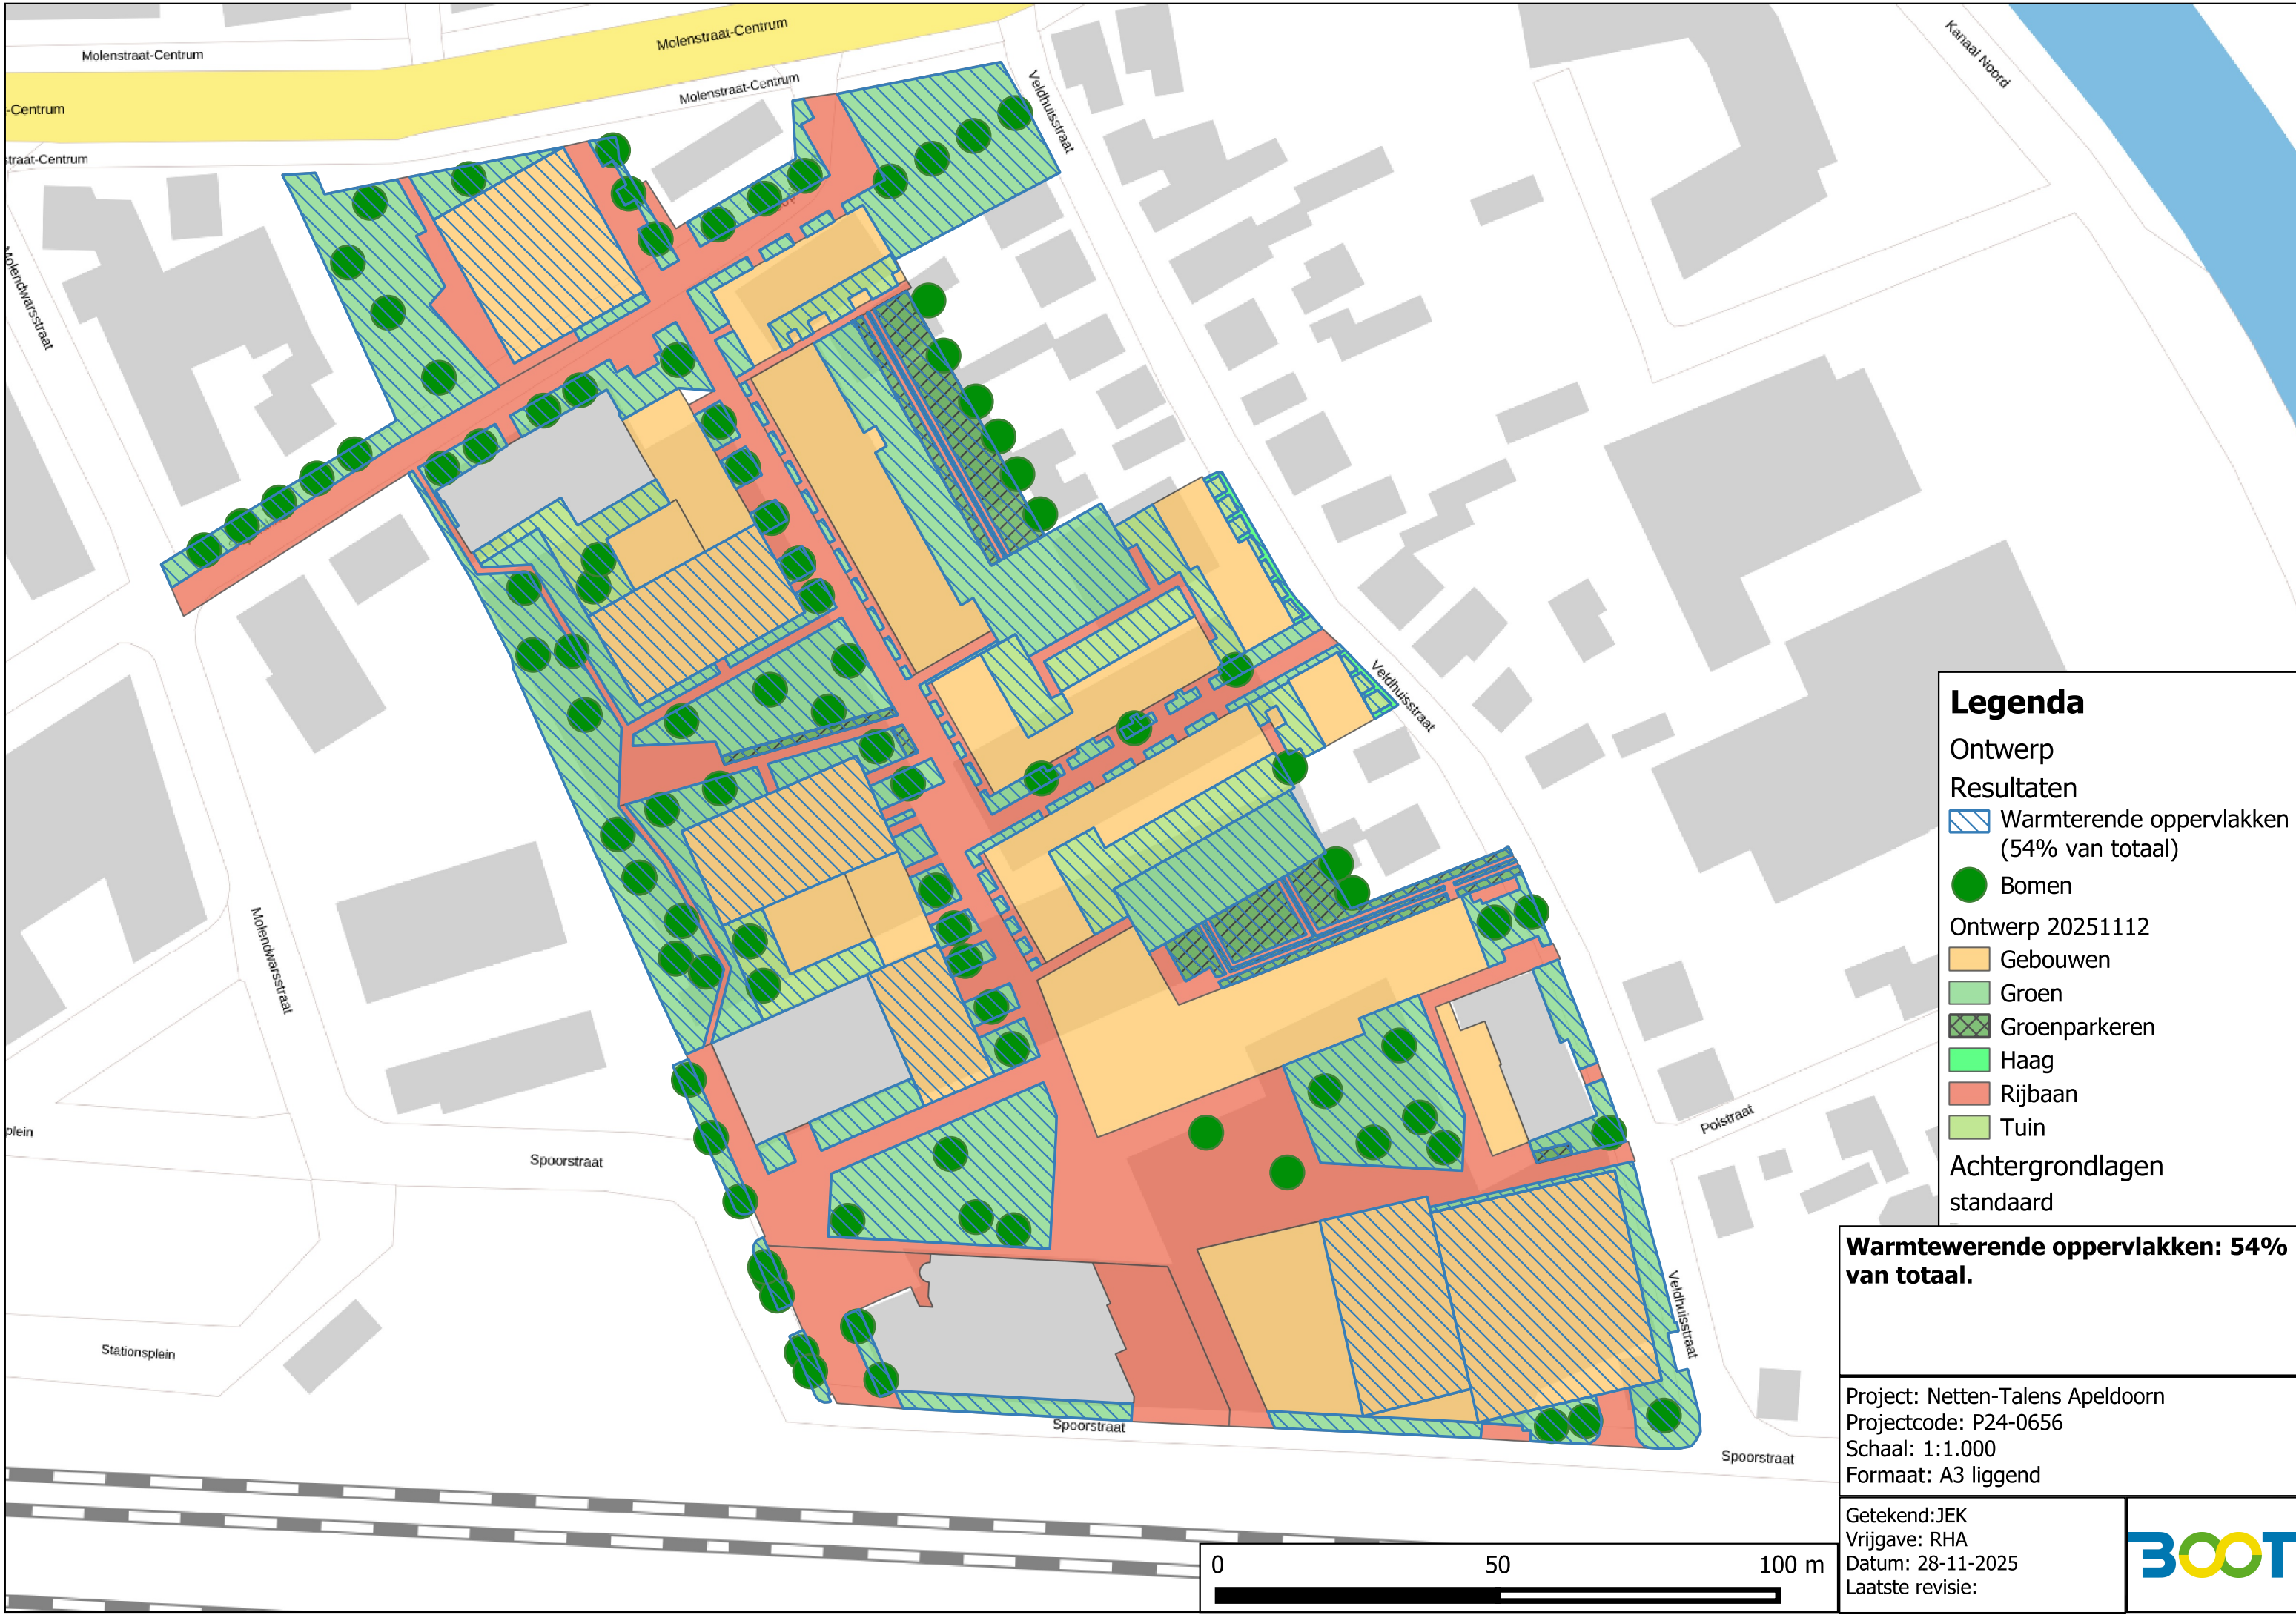 Molenstraat-Centrum
Molenstraat-Centrum
Kanaal Noord
Molenstraat-Centrum
Veldhuisstraat
-Centrum
straat-Centrum
Molendwarsstraat
Veldhuisstraat
Molendwarsstraat
Polstraat
plein
Spoorstraat
Veldhuisstraat
Stationsplein
Spoorstraat
Spoorstraat
Legenda
Ontwerp
Resultaten
Warmterende oppervlakken
(54% van totaal)
Bomen
Ontwerp 20251112
Gebouwen
Groen
Groenparkeren
Haag
Rijbaan
Tuin
Achtergrondlagen
standaard
Warmtewerende oppervlakken: 54%
van totaal.
Project: Netten-Talens Apeldoorn
Projectcode: P24-0656
Schaal: 1:1.000
Formaat: A3 liggend
Getekend:JEK
Vrijgave: RHA
Datum: 28-11-2025
Laatste revisie:
BOOT
0 50 100 m